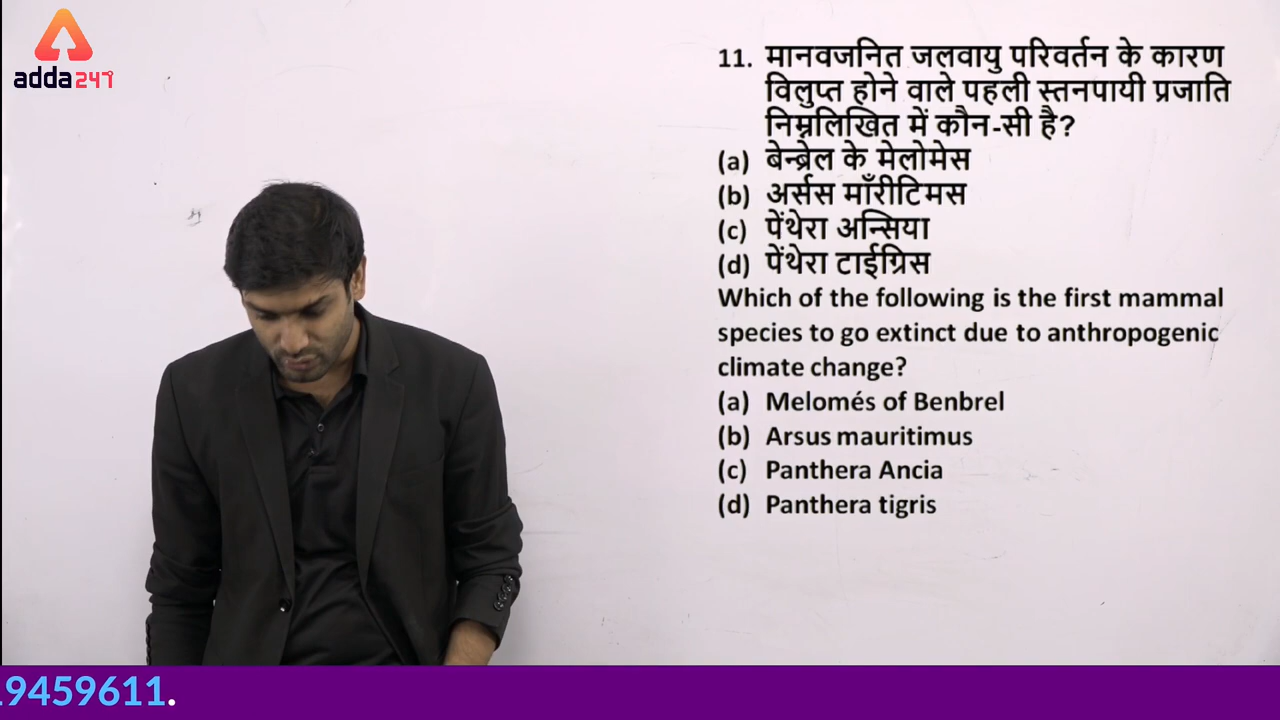 adda247
11. मानवजनित जलवायु परिवर्तन के कारण
विलुप्त होने वाले पहली स्तनपायी प्रजाति
निम्नलिखित में कौन-सी है?
(a) बेन्ब्रेल के मेलोमेस
(b) अर्सस माँरीटिमस
(c) पेंथेरा अन्सिया
(d) पेंथेरा टाईग्रिस
Which of the following is the first mammal
species to go extinct due to anthropogenic
climate change?
(a) Melomés of Benbrel
(b) Arsus mauritimus
(c) Panthera Ancia
(d) Panthera tigris
19459611.